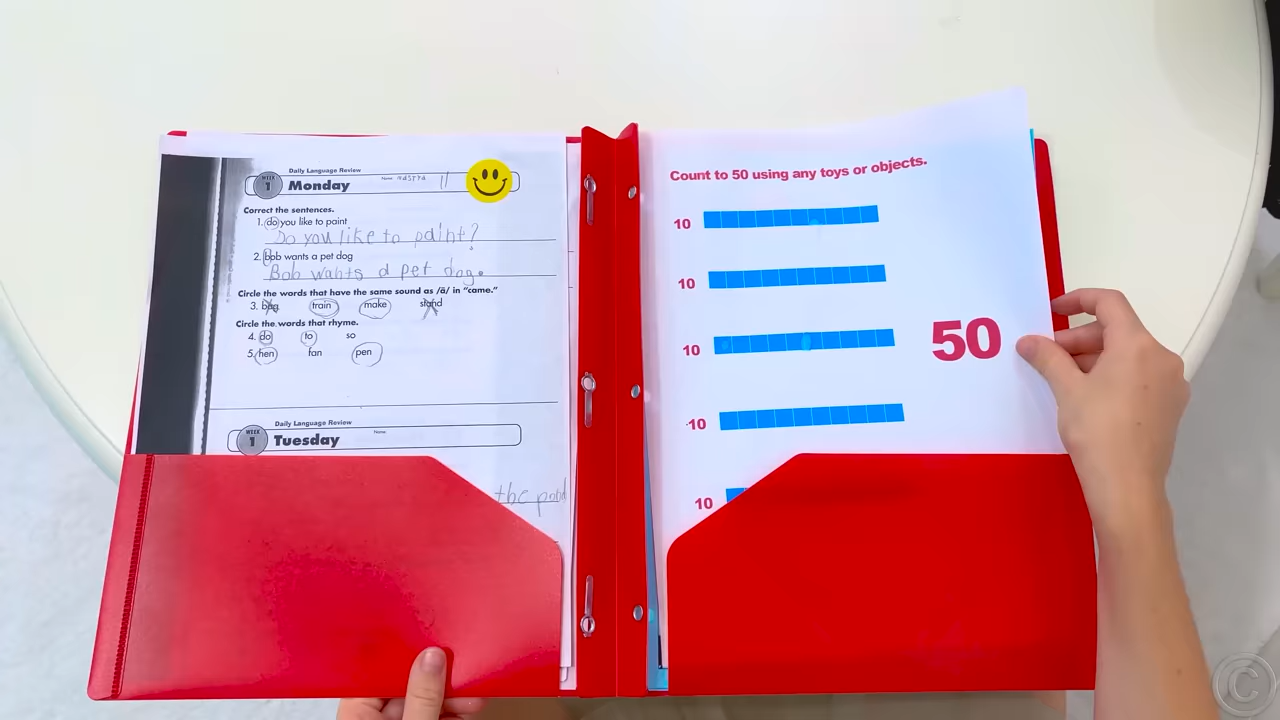 Daily Language Review
WEEK 1 Monday Name
Correct the sentences.
1. do you like to paint
Do you like to paint?
2. bob wants a pet dog
Bob wants a pet dog.
Circle the words that have the same sound as /ā/ in "came."
3. bag train make stand
Circle the words that rhyme.
4. do to so
5. hen fan pen
Daily Language Review
WEEK 1 Tuesday Name
the pond
Count to 50 using any toys or objects.
10
10
10
50
10
10